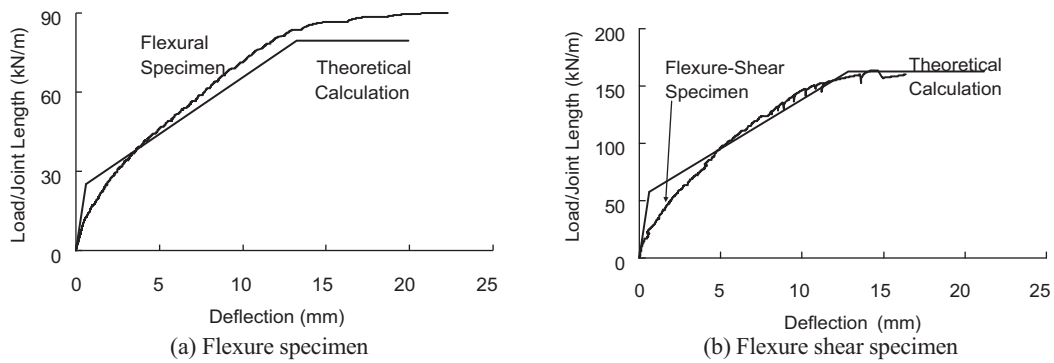 Load/Joint Length (kN/m)
90
60
30
0
Flexural
Specimen
Theoretical
Calculation
0 5 10 15 20 25
Deflection (mm)
(a) Flexure specimen
Load/Joint Length (kN/m)
200
150
100
50
0
Flexure-Shear
Specimen
Theoretical
Calculation
0 5 10 15 20 25
Deflection (mm)
(b) Flexure shear specimen